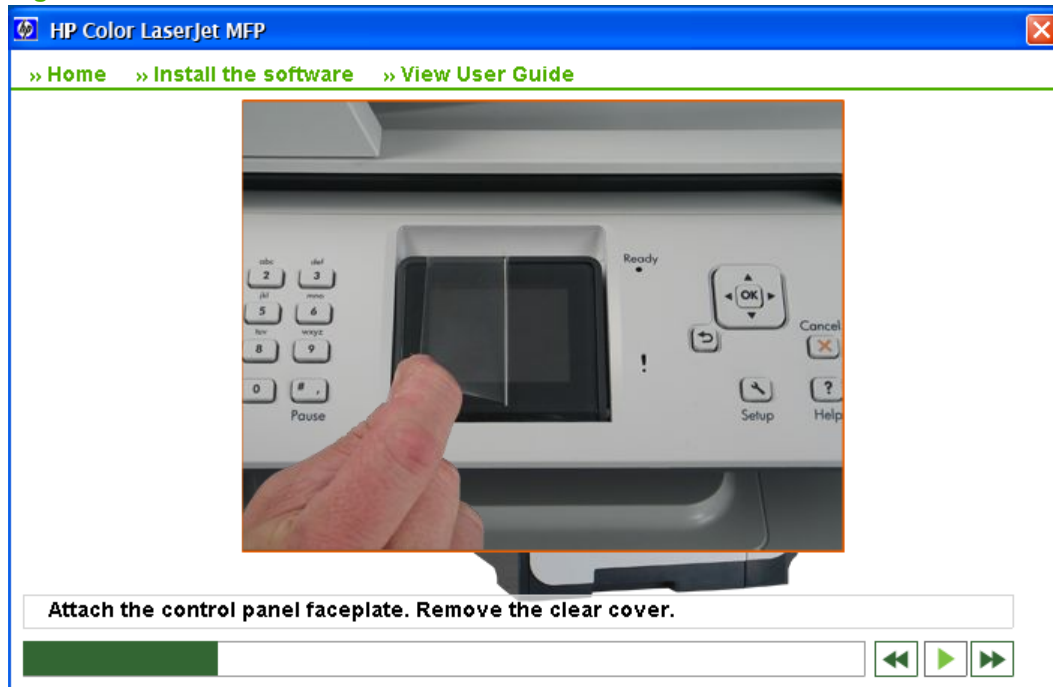 HP Color LaserJet MFP
» Home » Install the software » View User Guide
abc def
2 3
jkl mno
5 6
tuv wxyz
8 9
0 # ,
Pause
Ready
!
OK
Cancel
Setup
?
Help
Attach the control panel faceplate. Remove the clear cover.